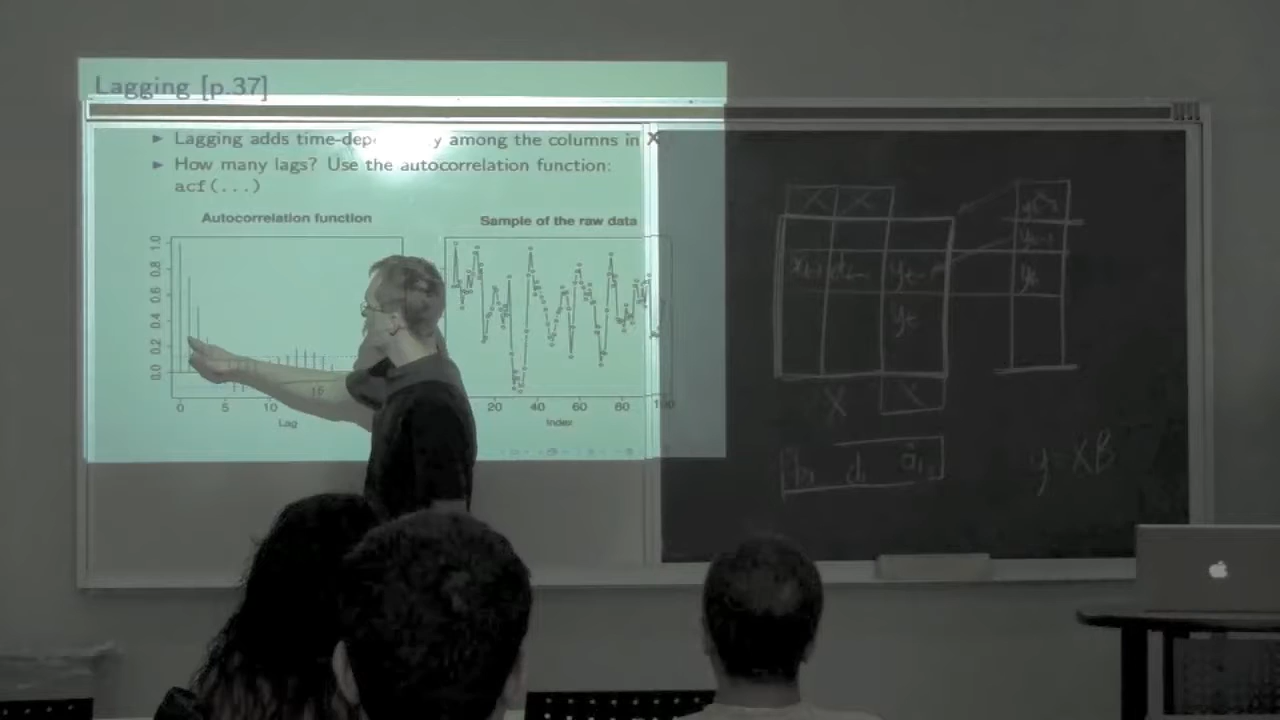 Lagging [p.37]
▸ Lagging adds time-dep y among the columns in X
▸ How many lags? Use the autocorrelation function:
acf(...)
Autocorrelation function
Sample of the raw data
1.0
0.8
0.6
0.4
0.2
0.0
0 5 10 15
Lag
20 40 60 80 100
Index
X X
yt
yt
X X
y = XB